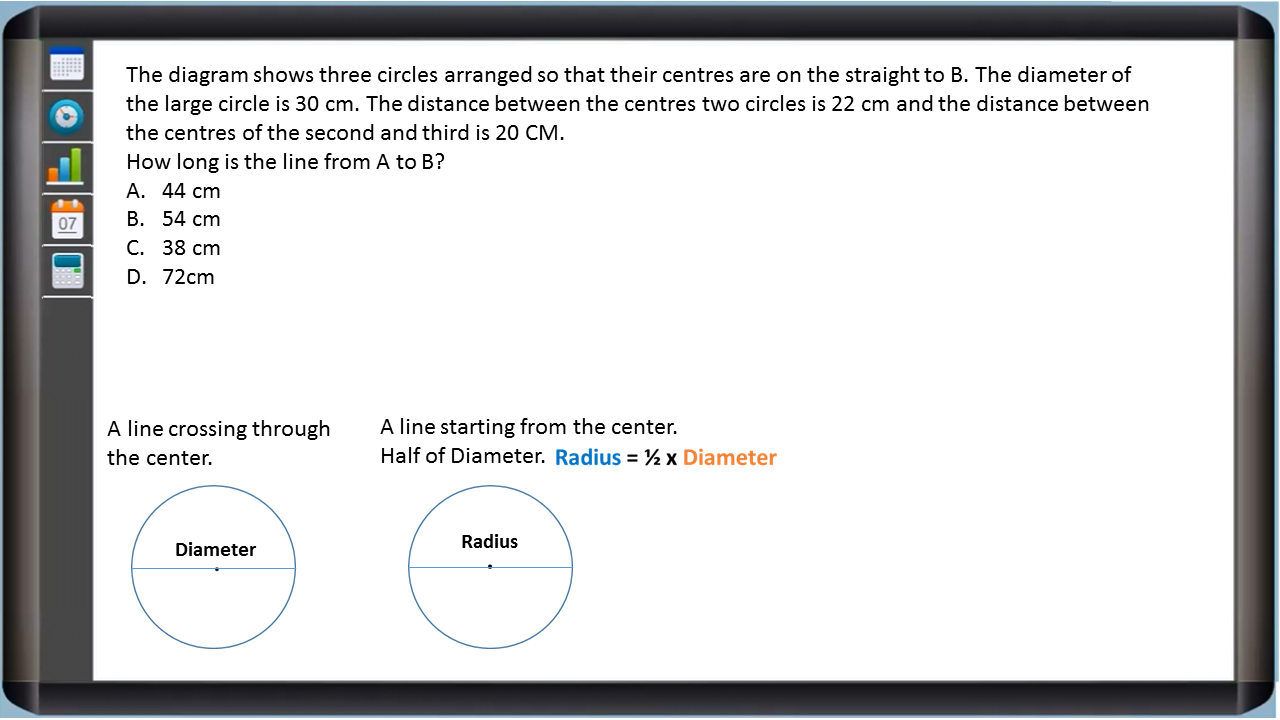 The diagram shows three circles arranged so that their centres are on the straight to B. The diameter of
the large circle is 30 cm. The distance between the centres two circles is 22 cm and the distance between
the centres of the second and third is 20 CM.
How long is the line from A to B?
A. 44 cm
B. 54 cm
C. 38 cm
D. 72cm
07
A line crossing through
the center.
A line starting from the center.
Half of Diameter. Radius = ½ x Diameter
Diameter
Radius